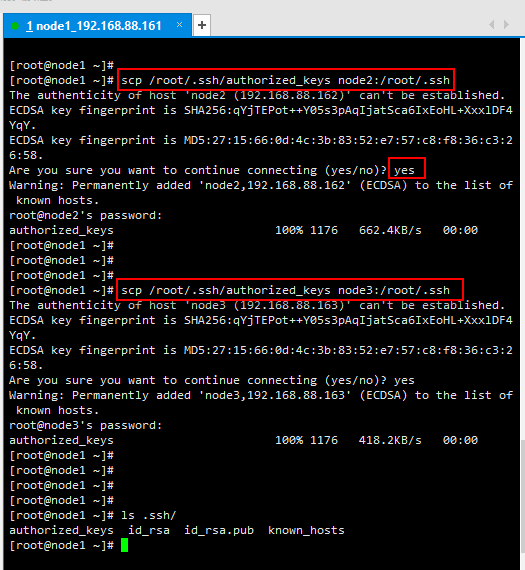 1 node1_192.168.88.161 × +
[root@node1 ~]#
[root@node1 ~]# scp /root/.ssh/authorized_keys node2:/root/.ssh
The authenticity of host 'node2 (192.168.88.162)' can't be established.
ECDSA key fingerprint is SHA256:qYjTEPot++Y05s3pAqIjatSca6IxEoHL+XxxlDF4
YqY.
ECDSA key fingerprint is MD5:27:15:66:0d:4c:3b:83:52:e7:57:c8:f8:36:c3:2
6:58.
Are you sure you want to continue connecting (yes/no)? yes
Warning: Permanently added 'node2,192.168.88.162' (ECDSA) to the list of
 known hosts.
root@node2's password:
authorized_keys                       100% 1176   662.4KB/s   00:00
[root@node1 ~]#
[root@node1 ~]#
[root@node1 ~]#
[root@node1 ~]# scp /root/.ssh/authorized_keys node3:/root/.ssh
The authenticity of host 'node3 (192.168.88.163)' can't be established.
ECDSA key fingerprint is SHA256:qYjTEPot++Y05s3pAqIjatSca6IxEoHL+XxxlDF4
YqY.
ECDSA key fingerprint is MD5:27:15:66:0d:4c:3b:83:52:e7:57:c8:f8:36:c3:2
6:58.
Are you sure you want to continue connecting (yes/no)? yes
Warning: Permanently added 'node3,192.168.88.163' (ECDSA) to the list of
 known hosts.
root@node3's password:
authorized_keys                       100% 1176   418.2KB/s   00:00
[root@node1 ~]#
[root@node1 ~]#
[root@node1 ~]#
[root@node1 ~]#
[root@node1 ~]# ls .ssh/
authorized_keys  id_rsa  id_rsa.pub  known_hosts
[root@node1 ~]#